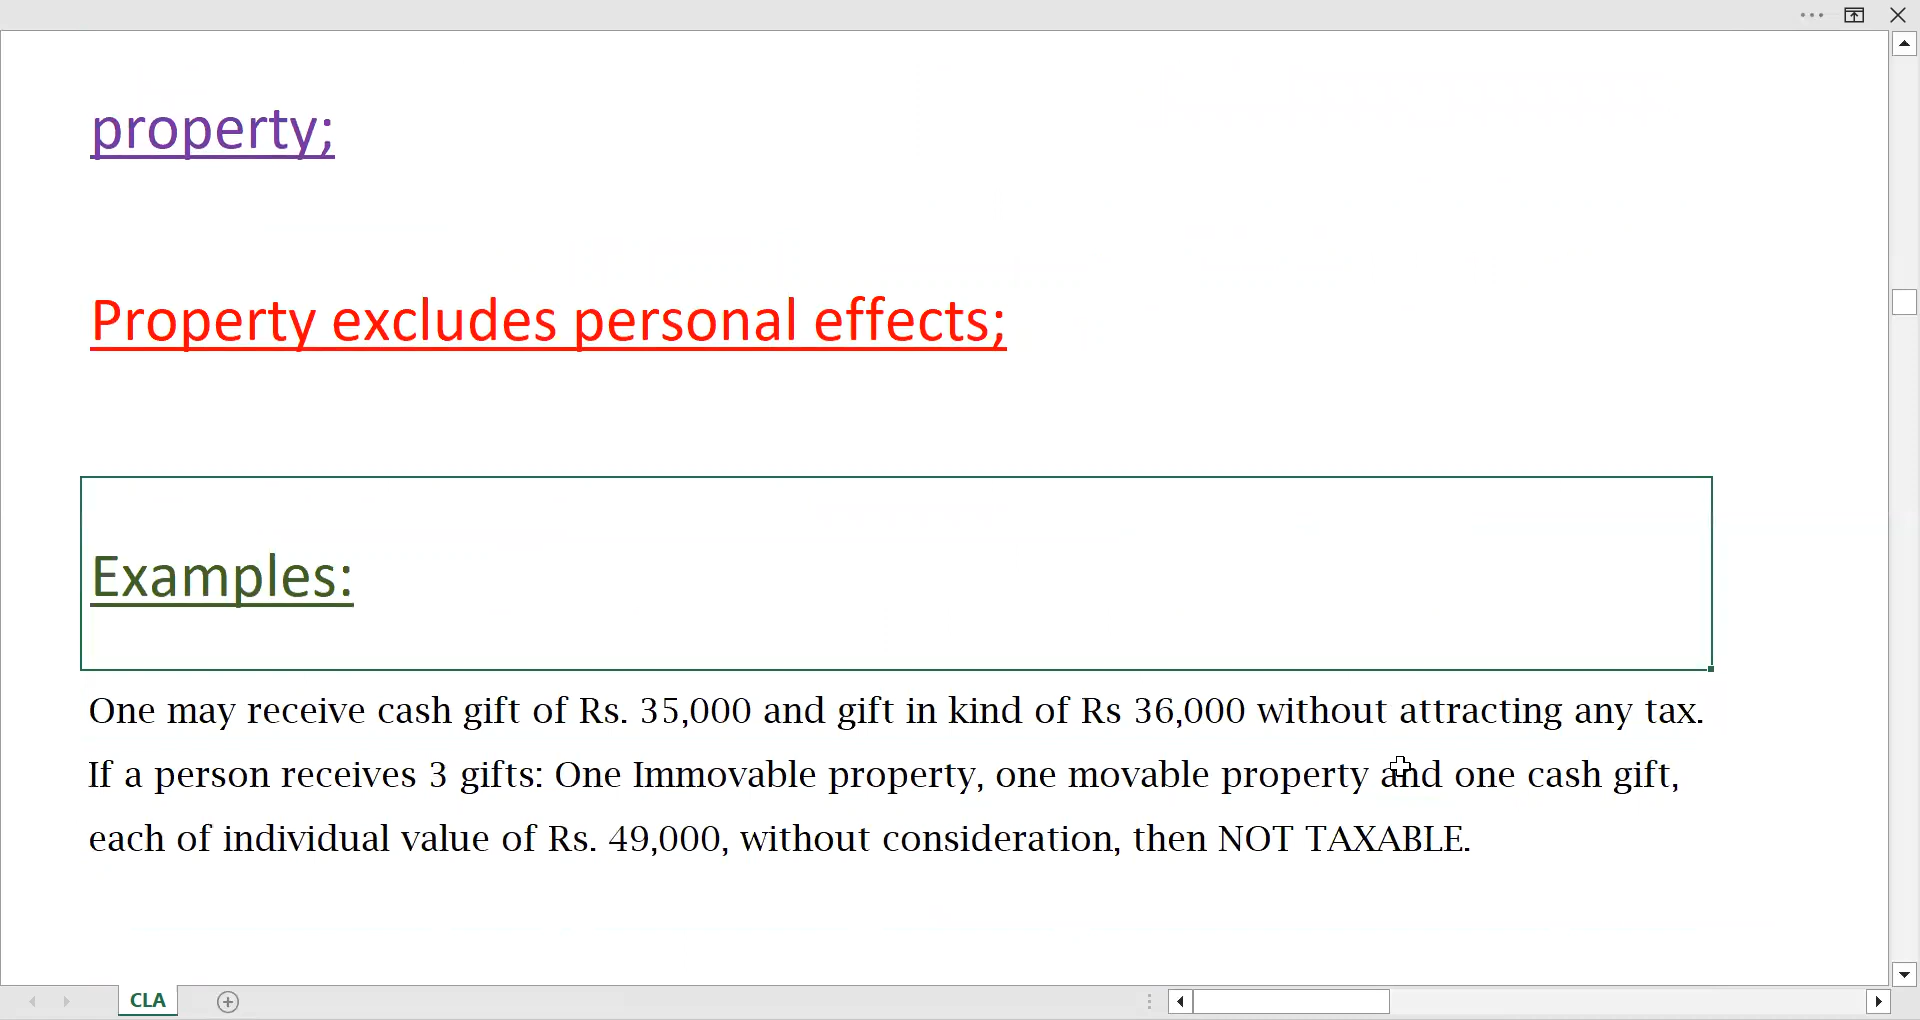 property;
Property excludes personal effects;
Examples:
One may receive cash gift of Rs. 35,000 and gift in kind of Rs 36,000 without attracting any tax.
If a person receives 3 gifts: One Immovable property, one movable property and one cash gift,
each of individual value of Rs. 49,000, without consideration, then NOT TAXABLE.
CLA